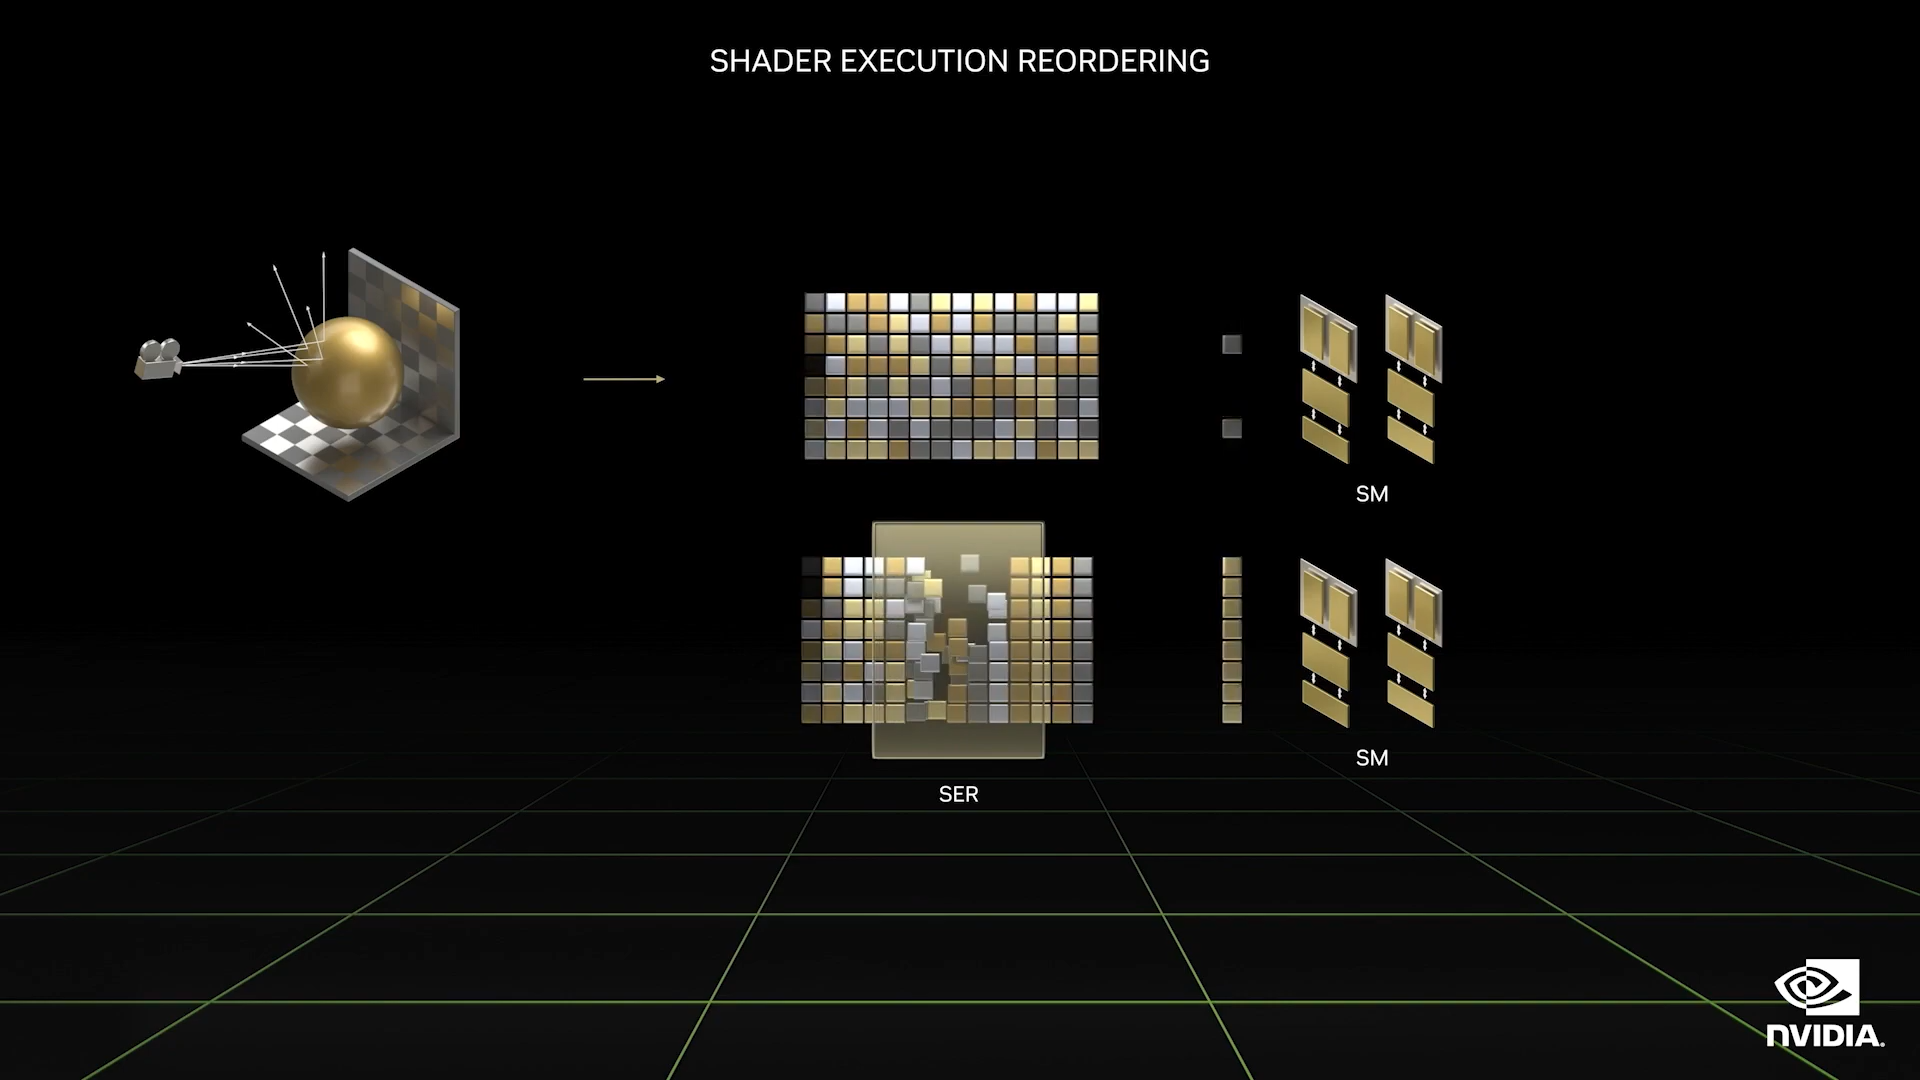 SHADER EXECUTION REORDERING
SM
SM
SER
NVIDIA.